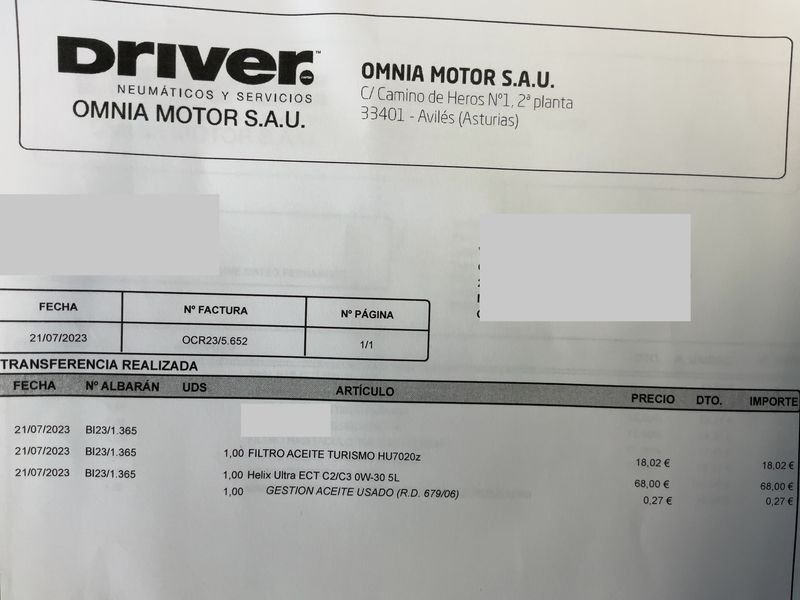 Driver.™
NEUMÁTICOS Y SERVICIOS
OMNIA MOTOR S.A.U.
OMNIA MOTOR S.A.U.
C/ Camino de Heros Nº1, 2ª planta
33401 - Avilés (Asturias)
FECHA Nº FACTURA Nº PÁGINA
21/07/2023 OCR23/5.652 1/1
TRANSFERENCIA REALIZADA
FECHA Nº ALBARÁN UDS ARTÍCULO PRECIO DTO. IMPORTE
21/07/2023 BI23/1.365
21/07/2023 BI23/1.365 1,00 FILTRO ACEITE TURISMO HU7020z 18,02 € 18,02 €
21/07/2023 BI23/1.365 1,00 Helix Ultra ECT C2/C3 0W-30 5L 68,00 € 68,00 €
1,00 GESTION ACEITE USADO (R.D. 679/06) 0,27 € 0,27 €